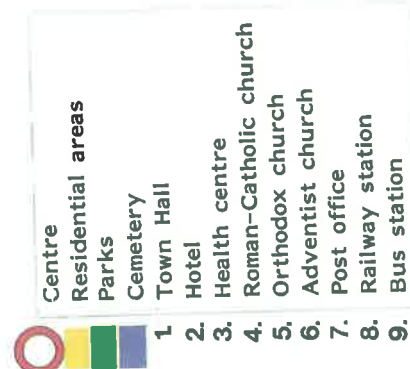 Centre
Residential areas
Parks
Cemetery
1. Town Hall
2. Hotel
3. Health centre
4. Roman-Catholic church
5. Orthodox church
6. Adventist church
7. Post office
8. Railway station
9. Bus station